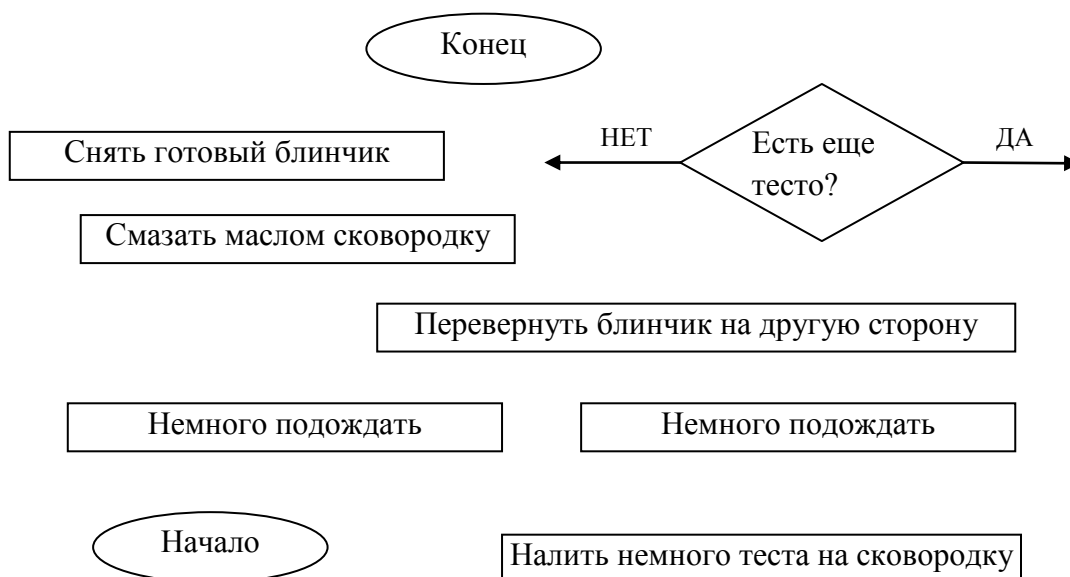 Конец
НЕТ
Есть еще
тесто?
ДА
Снять готовый блинчик
Смазать маслом сковородку
Перевернуть блинчик на другую сторону
Немного подождать
Немного подождать
Начало
Налить немного теста на сковородку